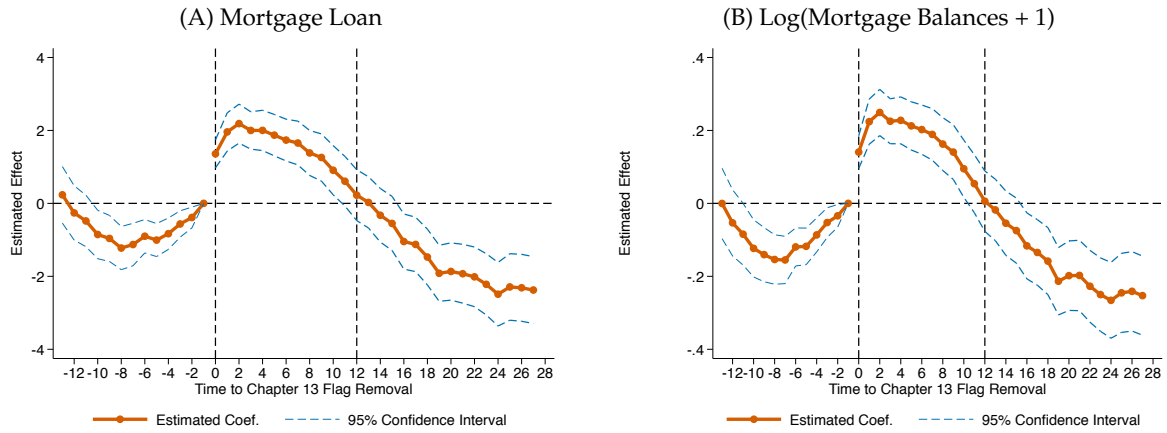 (A) Mortgage Loan
4
2
0
-2
-4
Estimated Effect
-12 -10 -8 -6 -4 -2 0 2 4 6 8 10 12 14 16 18 20 22 24 26 28
Time to Chapter 13 Flag Removal
Estimated Coef. 95% Confidence Interval
(B) Log(Mortgage Balances + 1)
.4
.2
0
-.2
-.4
Estimated Effect
-12 -10 -8 -6 -4 -2 0 2 4 6 8 10 12 14 16 18 20 22 24 26 28
Time to Chapter 13 Flag Removal
Estimated Coef. 95% Confidence Interval